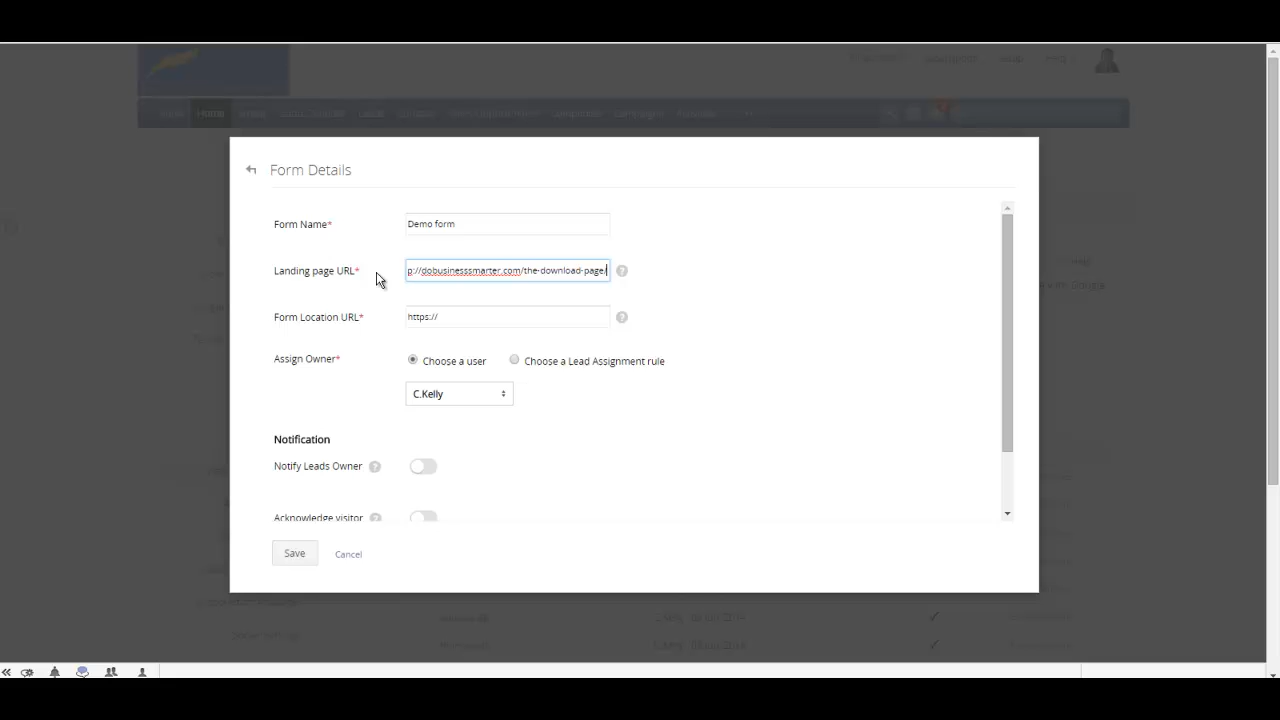 Home
Form Details
Form Name*
Demo form
Landing page URL*
p://dobusinesssmarter.com/the-download-page/
?
Form Location URL*
https://
?
Assign Owner*
Choose a user
Choose a Lead Assignment rule
C.Kelly
Notification
Notify Leads Owner
?
Acknowledge visitor
?
Save
Cancel